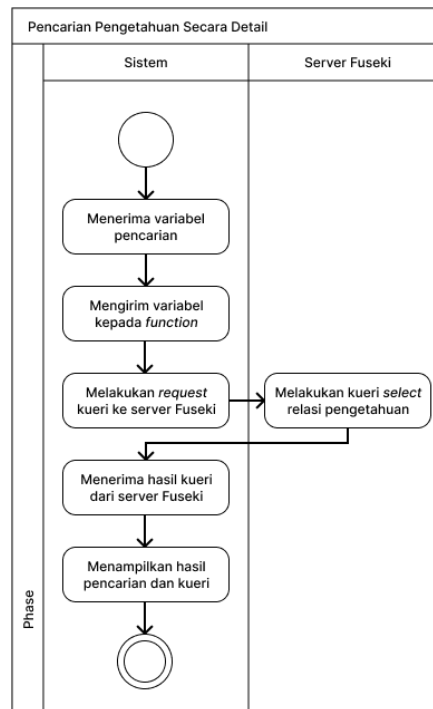 Pencarian Pengetahuan Secara Detail
Sistem
Server Fuseki
Phase
Menerima variabel
pencarian
Mengirim variabel
kepada function
Melakukan request
kueri ke server Fuseki
Melakukan kueri select
relasi pengetahuan
Menerima hasil kueri
dari server Fuseki
Menampilkan hasil
pencarian dan kueri